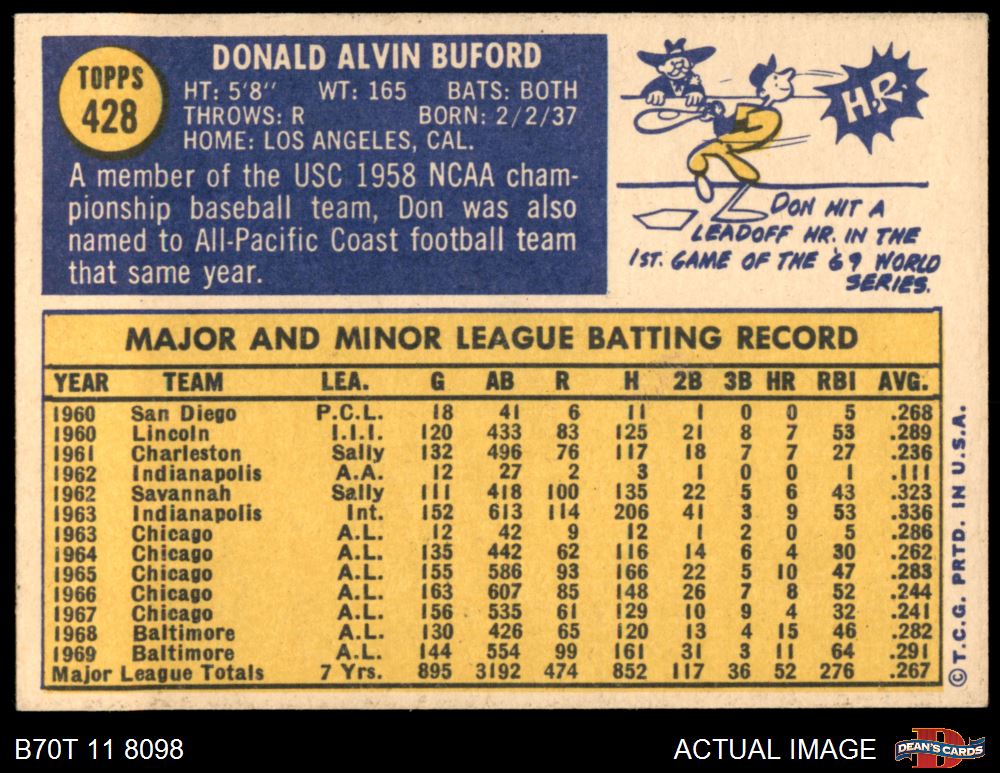 TOPPS
428
DONALD ALVIN BUFORD
HT: 5'8" WT: 165 BATS: BOTH
THROWS: R BORN: 2/2/37
HOME: LOS ANGELES, CAL.
A member of the USC 1958 NCAA cham-
pionship baseball team, Don was also
named to All-Pacific Coast football team
that same year.
H.R.
DON HIT A
LEADOFF HR. IN THE
1ST. GAME OF THE '69 WORLD
SERIES.
MAJOR AND MINOR LEAGUE BATTING RECORD
YEAR TEAM LEA. G AB R H 2B 3B HR RBI AVG.
1960 San Diego P.C.L. 18 41 6 11 1 0 0 5 .268
1960 Lincoln I.I.I. 120 433 83 125 21 8 7 53 .289
1961 Charleston Sally 132 496 76 117 18 7 7 27 .236
1962 Indianapolis A.A. 12 27 2 3 1 0 0 1 .111
1962 Savannah Sally 111 418 100 135 22 5 6 43 .323
1963 Indianapolis Int. 152 613 114 206 41 3 9 53 .336
1963 Chicago A.L. 12 42 9 12 1 2 0 5 .286
1964 Chicago A.L. 135 442 62 116 14 6 4 30 .262
1965 Chicago A.L. 155 586 93 166 22 5 10 47 .283
1966 Chicago A.L. 163 607 85 148 26 7 8 52 .244
1967 Chicago A.L. 156 535 61 129 10 9 4 32 .241
1968 Baltimore A.L. 130 426 65 120 13 4 15 46 .282
1969 Baltimore A.L. 144 554 99 161 31 3 11 64 .291
Major League Totals 7 Yrs. 895 3192 474 852 117 36 52 276 .267
© T.C.G. PRTD. IN U.S.A.
B70T 11 8098
ACTUAL IMAGE
D
DEAN'S CARDS